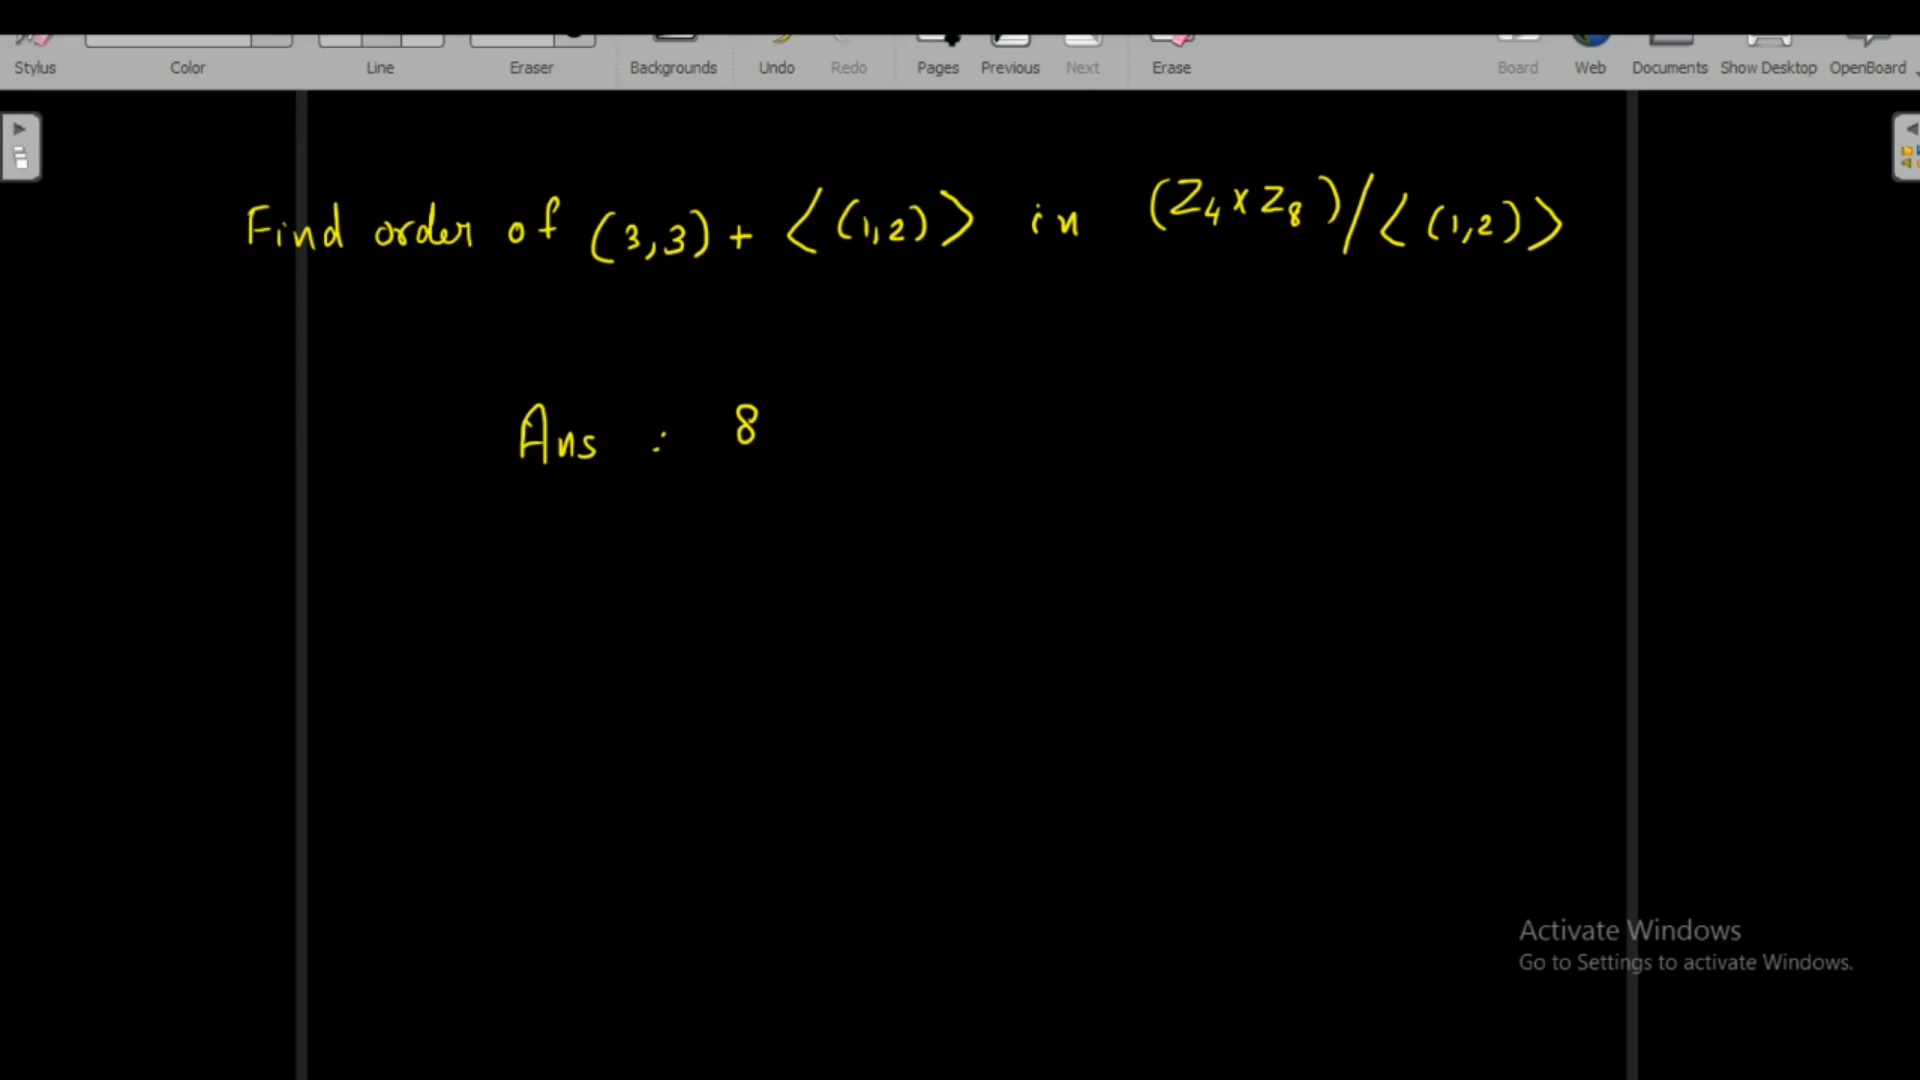 Stylus Color Line Eraser Backgrounds Undo Redo Pages Previous Next Erase Board Web Documents Show Desktop OpenBoard
Find order of (3,3) + ⟨(1,2)⟩ in (Z₄ × Z₈)/⟨(1,2)⟩
Ans : 8
Activate Windows
Go to Settings to activate Windows.